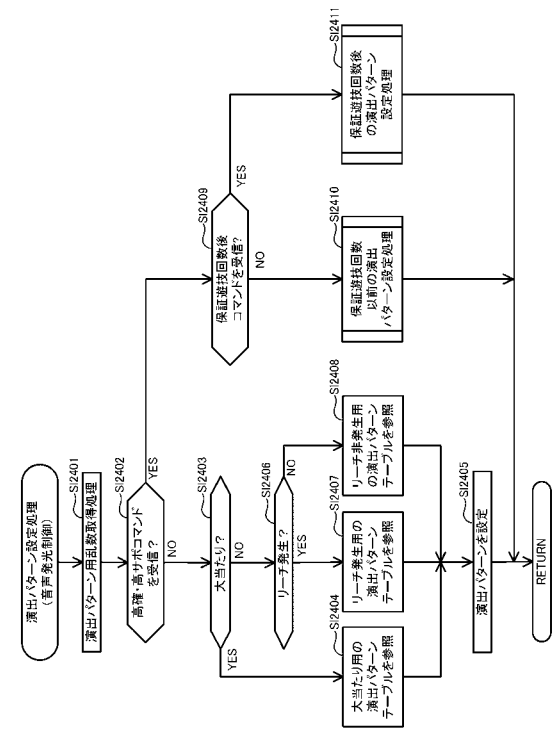 演出パターン設定処理
(音声発光制御)
SI2401
演出パターン用乱数取得処理
SI2402
高確・高サポコマンド
を受信?
YES
NO
SI2403
大当たり?
YES
NO
SI2406
リーチ発生?
NO
YES
SI2404
大当たり用の
演出パターン
テーブルを参照
SI2407
リーチ発生用の
演出パターン
テーブルを参照
SI2408
リーチ非発生用
の演出パターン
テーブルを参照
SI2405
演出パターンを設定
SI2409
保証遊技回数後
コマンドを受信?
YES
NO
SI2410
保証遊技回数
以前の演出
パターン設定処理
SI2411
保証遊技回数後
の演出パターン
設定処理
RETURN